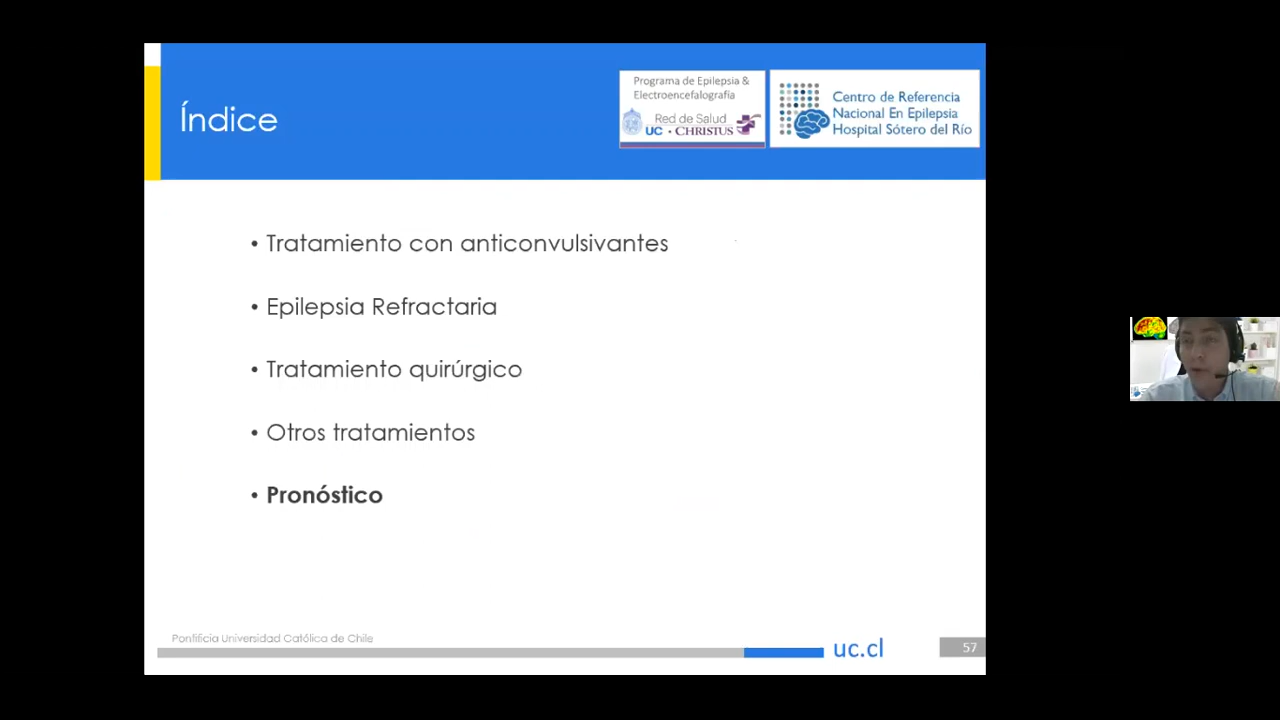 Índice
Programa de Epilepsia &
Electroencefalografía
Red de Salud
UC • CHRISTUS
Centro de Referencia
Nacional En Epilepsia
Hospital Sótero del Río
• Tratamiento con anticonvulsivantes
• Epilepsia Refractaria
• Tratamiento quirúrgico
• Otros tratamientos
• Pronóstico
Pontificia Universidad Católica de Chile
uc.cl
57